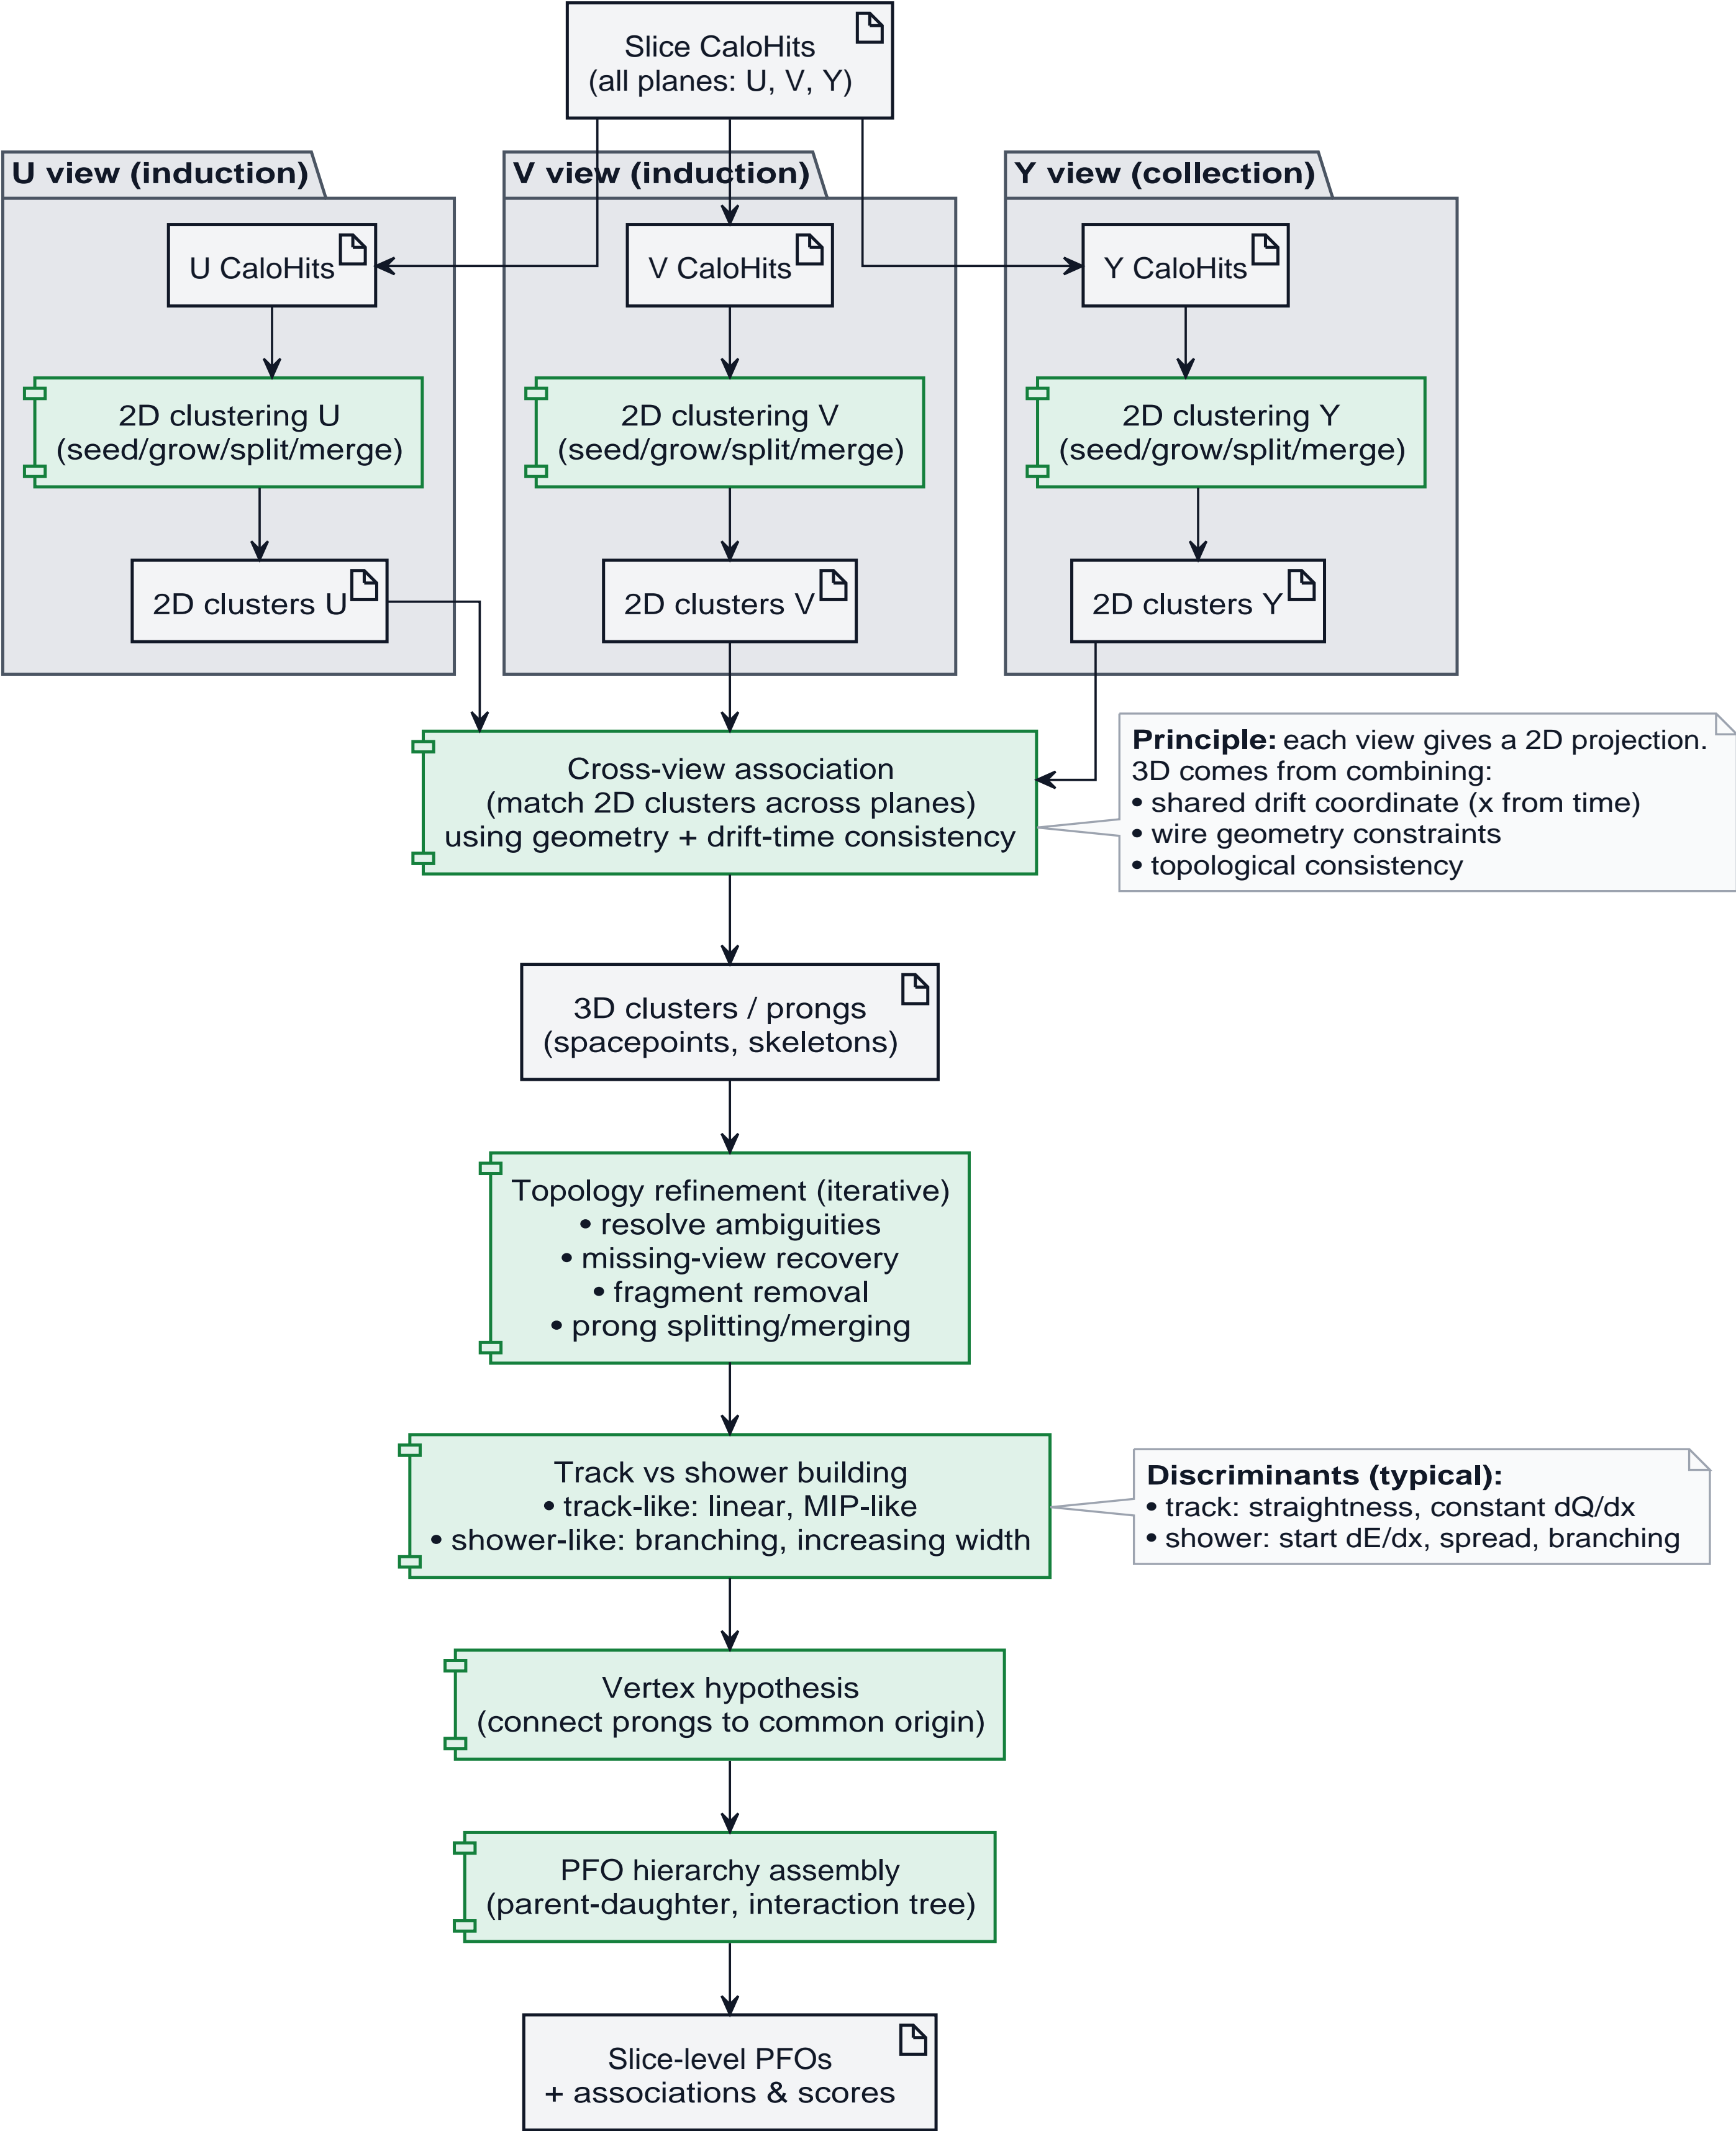 Slice CaloHits
(all planes: U, V, Y)
U view (induction)
V view (induction)
Y view (collection)
U CaloHits
V CaloHits
Y CaloHits
2D clustering U
(seed/grow/split/merge)
2D clustering V
(seed/grow/split/merge)
2D clustering Y
(seed/grow/split/merge)
2D clusters U
2D clusters V
2D clusters Y
Cross-view association
(match 2D clusters across planes)
using geometry + drift-time consistency
Principle: each view gives a 2D projection.
3D comes from combining:
• shared drift coordinate (x from time)
• wire geometry constraints
• topological consistency
3D clusters / prongs
(spacepoints, skeletons)
Topology refinement (iterative)
• resolve ambiguities
• missing-view recovery
• fragment removal
• prong splitting/merging
Track vs shower building
• track-like: linear, MIP-like
• shower-like: branching, increasing width
Discriminants (typical):
• track: straightness, constant dQ/dx
• shower: start dE/dx, spread, branching
Vertex hypothesis
(connect prongs to common origin)
PFO hierarchy assembly
(parent-daughter, interaction tree)
Slice-level PFOs
+ associations & scores